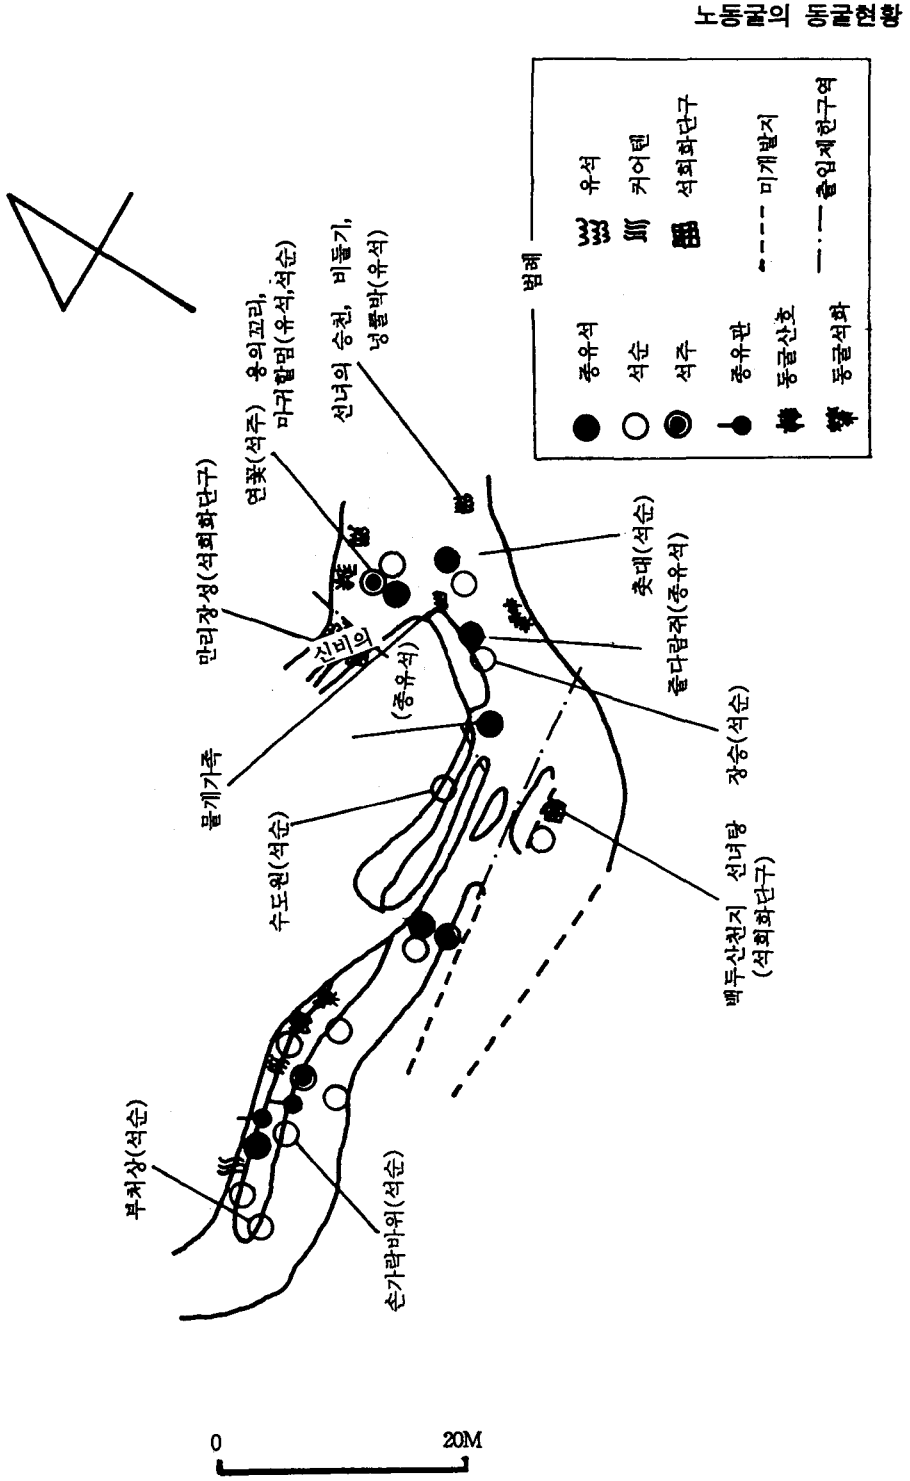 노동굴의 동굴현황
범례
종유석
석순
석주
종유관
동굴산호
동굴석화
유석
커어텐
석회화단구
미개발지
출입제한구역
선녀의 승천, 비둘기,
넝쿨박(유석)
연꽃(석주) 용의꼬리,
마귀할멈(유석,석순)
만리장성(석회화단구)
신비의
(종유석)
물개가족
수도원(석순)
촛대(석순)
줄다람쥐(종유석)
장승(석순)
백두산천지 선녀탕
(석회화단구)
부처상(석순)
손가락바위(석순)
0
20M